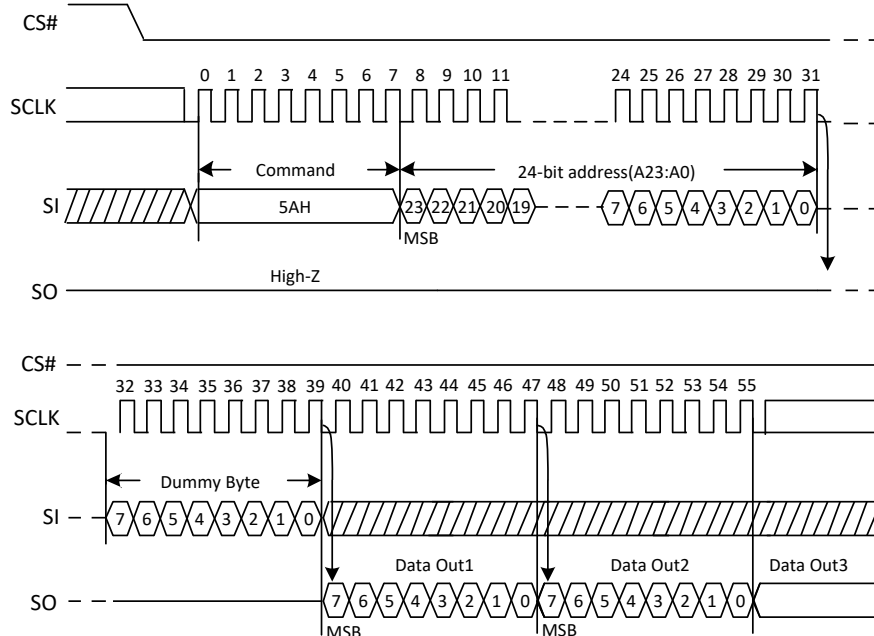 CS#
0 1 2 3 4 5 6 7 8 9 10 11 24 25 26 27 28 29 30 31
SCLK
Command 24-bit address(A23:A0)
SI 5AH 23 22 21 20 19 7 6 5 4 3 2 1 0
MSB
High-Z
SO
CS#
32 33 34 35 36 37 38 39 40 41 42 43 44 45 46 47 48 49 50 51 52 53 54 55
SCLK
Dummy Byte
SI 7 6 5 4 3 2 1 0
Data Out1 Data Out2 Data Out3
SO 7 6 5 4 3 2 1 0 7 6 5 4 3 2 1 0
MSB MSB